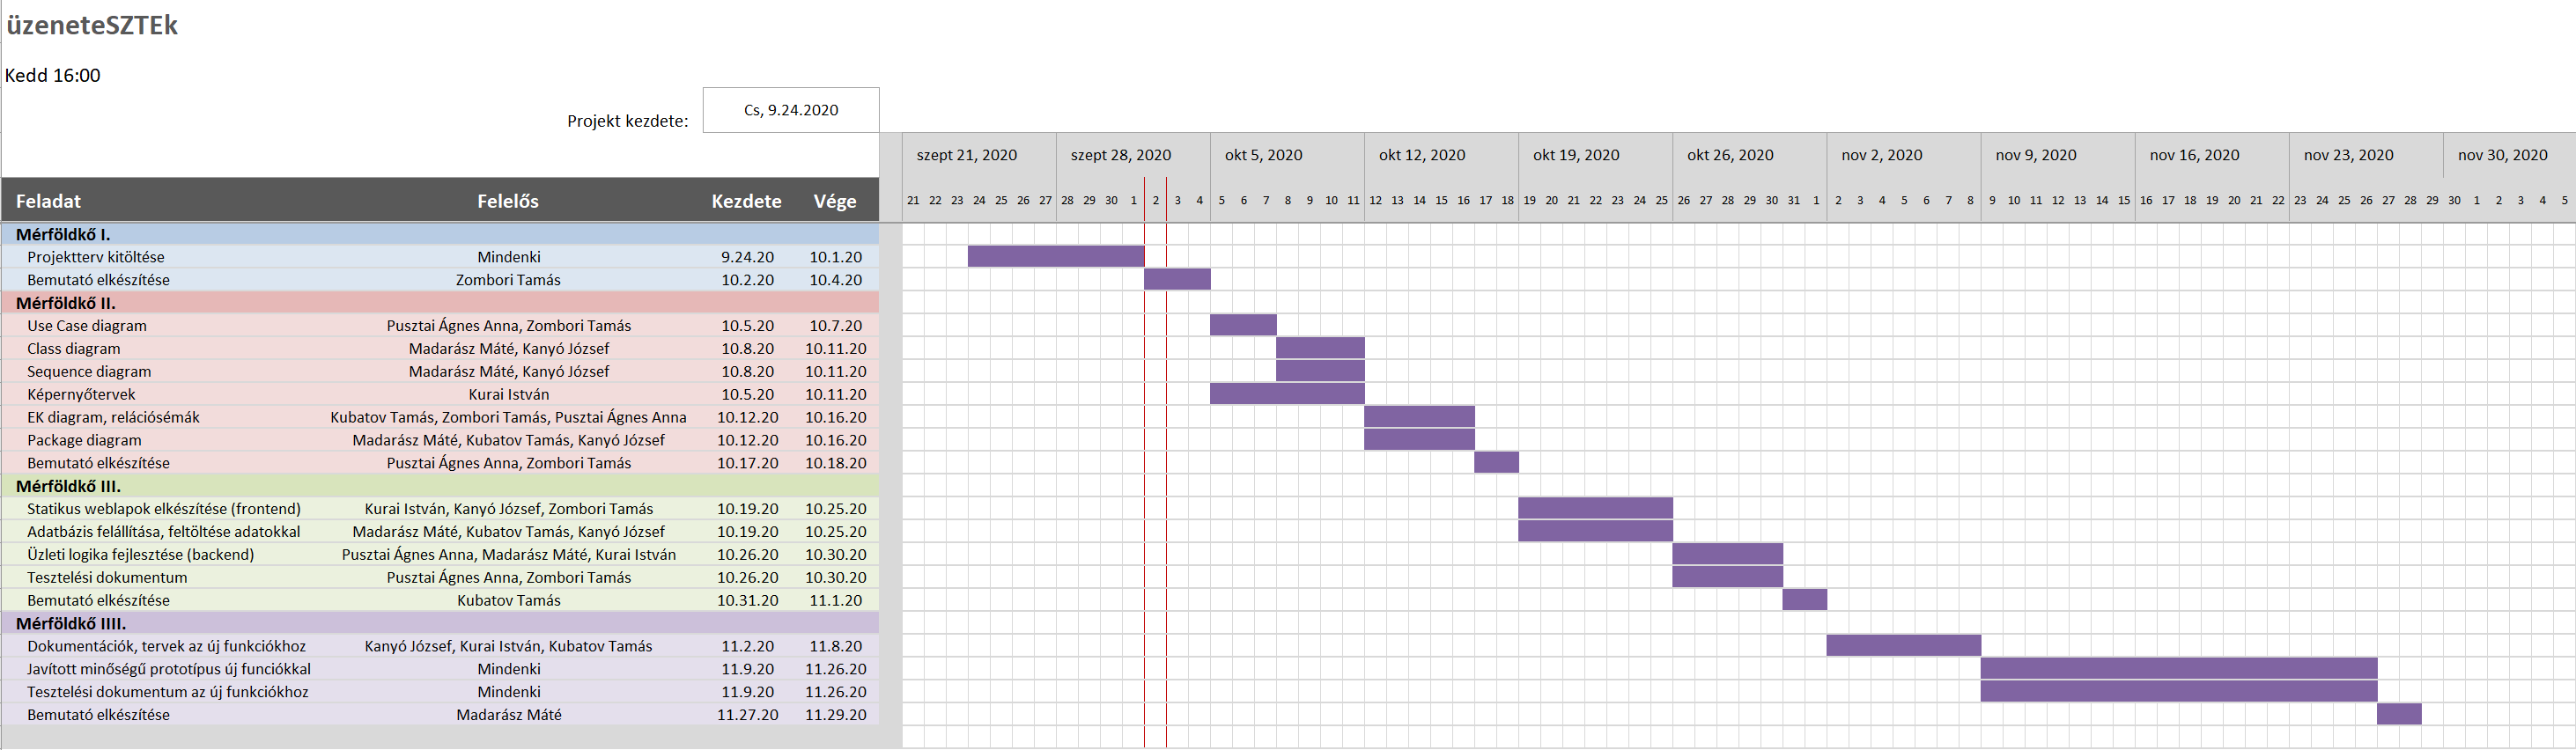 üzeneteSZTEk
Kedd 16:00
Projekt kezdete: Cs, 9.24.2020
szept 21, 2020 szept 28, 2020 okt 5, 2020 okt 12, 2020 okt 19, 2020 okt 26, 2020 nov 2, 2020 nov 9, 2020 nov 16, 2020 nov 23, 2020 nov 30, 2020
Feladat Felelős Kezdete Vége 21 22 23 24 25 26 27 28 29 30 1 2 3 4 5 6 7 8 9 10 11 12 13 14 15 16 17 18 19 20 21 22 23 24 25 26 27 28 29 30 31 1 2 3 4 5 6 7 8 9 10 11 12 13 14 15 16 17 18 19 20 21 22 23 24 25 26 27 28 29 30 1 2 3 4 5
Mérföldkő I.
Projektterv kitöltése Mindenki 9.24.20 10.1.20
Bemutató elkészítése Zombori Tamás 10.2.20 10.4.20
Mérföldkő II.
Use Case diagram Pusztai Ágnes Anna, Zombori Tamás 10.5.20 10.7.20
Class diagram Madarász Máté, Kanyó József 10.8.20 10.11.20
Sequence diagram Madarász Máté, Kanyó József 10.8.20 10.11.20
Képernyőtervek Kurai István 10.5.20 10.11.20
EK diagram, relációsémák Kubatov Tamás, Zombori Tamás, Pusztai Ágnes Anna 10.12.20 10.16.20
Package diagram Madarász Máté, Kubatov Tamás, Kanyó József 10.12.20 10.16.20
Bemutató elkészítése Pusztai Ágnes Anna, Zombori Tamás 10.17.20 10.18.20
Mérföldkő III.
Statikus weblapok elkészítése (frontend) Kurai István, Kanyó József, Zombori Tamás 10.19.20 10.25.20
Adatbázis felállítása, feltöltése adatokkal Madarász Máté, Kubatov Tamás, Kanyó József 10.19.20 10.25.20
Üzleti logika fejlesztése (backend) Pusztai Ágnes Anna, Madarász Máté, Kurai István 10.26.20 10.30.20
Tesztelési dokumentum Pusztai Ágnes Anna, Zombori Tamás 10.26.20 10.30.20
Bemutató elkészítése Kubatov Tamás 10.31.20 11.1.20
Mérföldkő IIII.
Dokumentációk, tervek az új funkciókhoz Kanyó József, Kurai István, Kubatov Tamás 11.2.20 11.8.20
Javított minőségű prototípus új funciókkal Mindenki 11.9.20 11.26.20
Tesztelési dokumentum az új funkciókhoz Mindenki 11.9.20 11.26.20
Bemutató elkészítése Madarász Máté 11.27.20 11.29.20